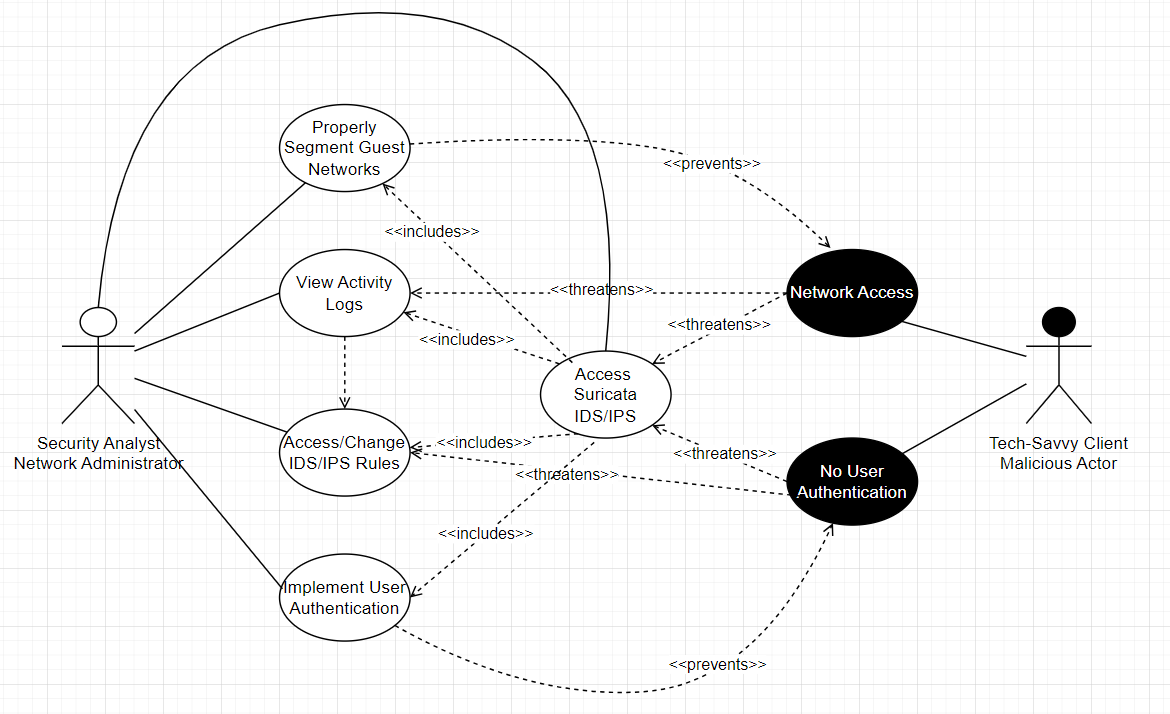 Properly
Segment Guest
Networks
<<prevents>>
<<includes>>
View Activity
Logs
<<threatens>>
Network Access
<<threatens>>
<<includes>>
Access
Suricata
IDS/IPS
Security Analyst
Network Administrator
Access/Change
IDS/IPS Rules
<<includes>>
<<threatens>>
<<threatens>>
No User
Authentication
Tech-Savvy Client
Malicious Actor
<<includes>>
Implement User
Authentication
<<prevents>>